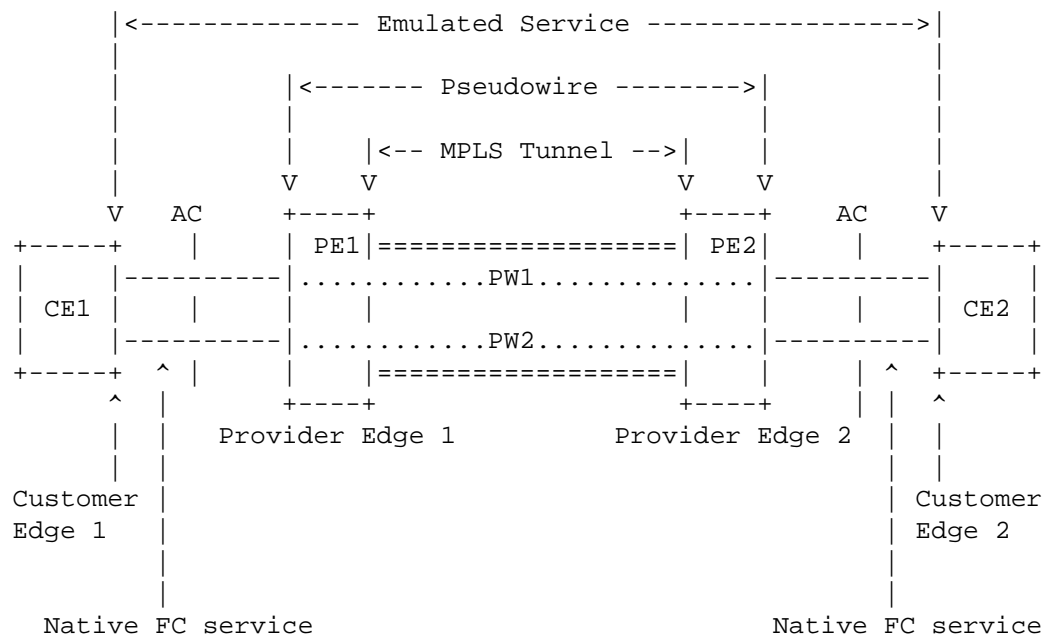 |<-------------- Emulated Service ---------------->|
|<------- Pseudowire -------->|
|<-- MPLS Tunnel -->|
V V V V
V AC +----+ +----+ AC V
+-----+ | | PE1|===================| PE2| | +-----+
| |----------|............PW1..............|----------| |
| CE1 | | | | | | | | CE2 |
| |----------|............PW2..............|----------| |
+-----+ ^ | | |===================| | | ^ +-----+
^ | +----+ +----+ | | ^
| | Provider Edge 1 Provider Edge 2 | |
Customer | | Customer
Edge 1 | | Edge 2
Native FC service Native FC service